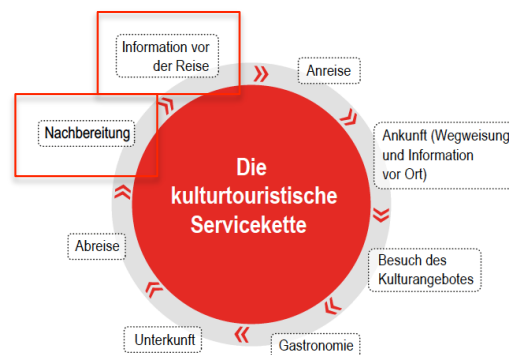 Information vor
der Reise
Anreise
Ankunft (Wegweisung
und Information
vor Ort)
Besuch des
Kulturangebotes
Gastronomie
Unterkunft
Abreise
Nachbereitung
Die
kulturtouristische
Servicekette